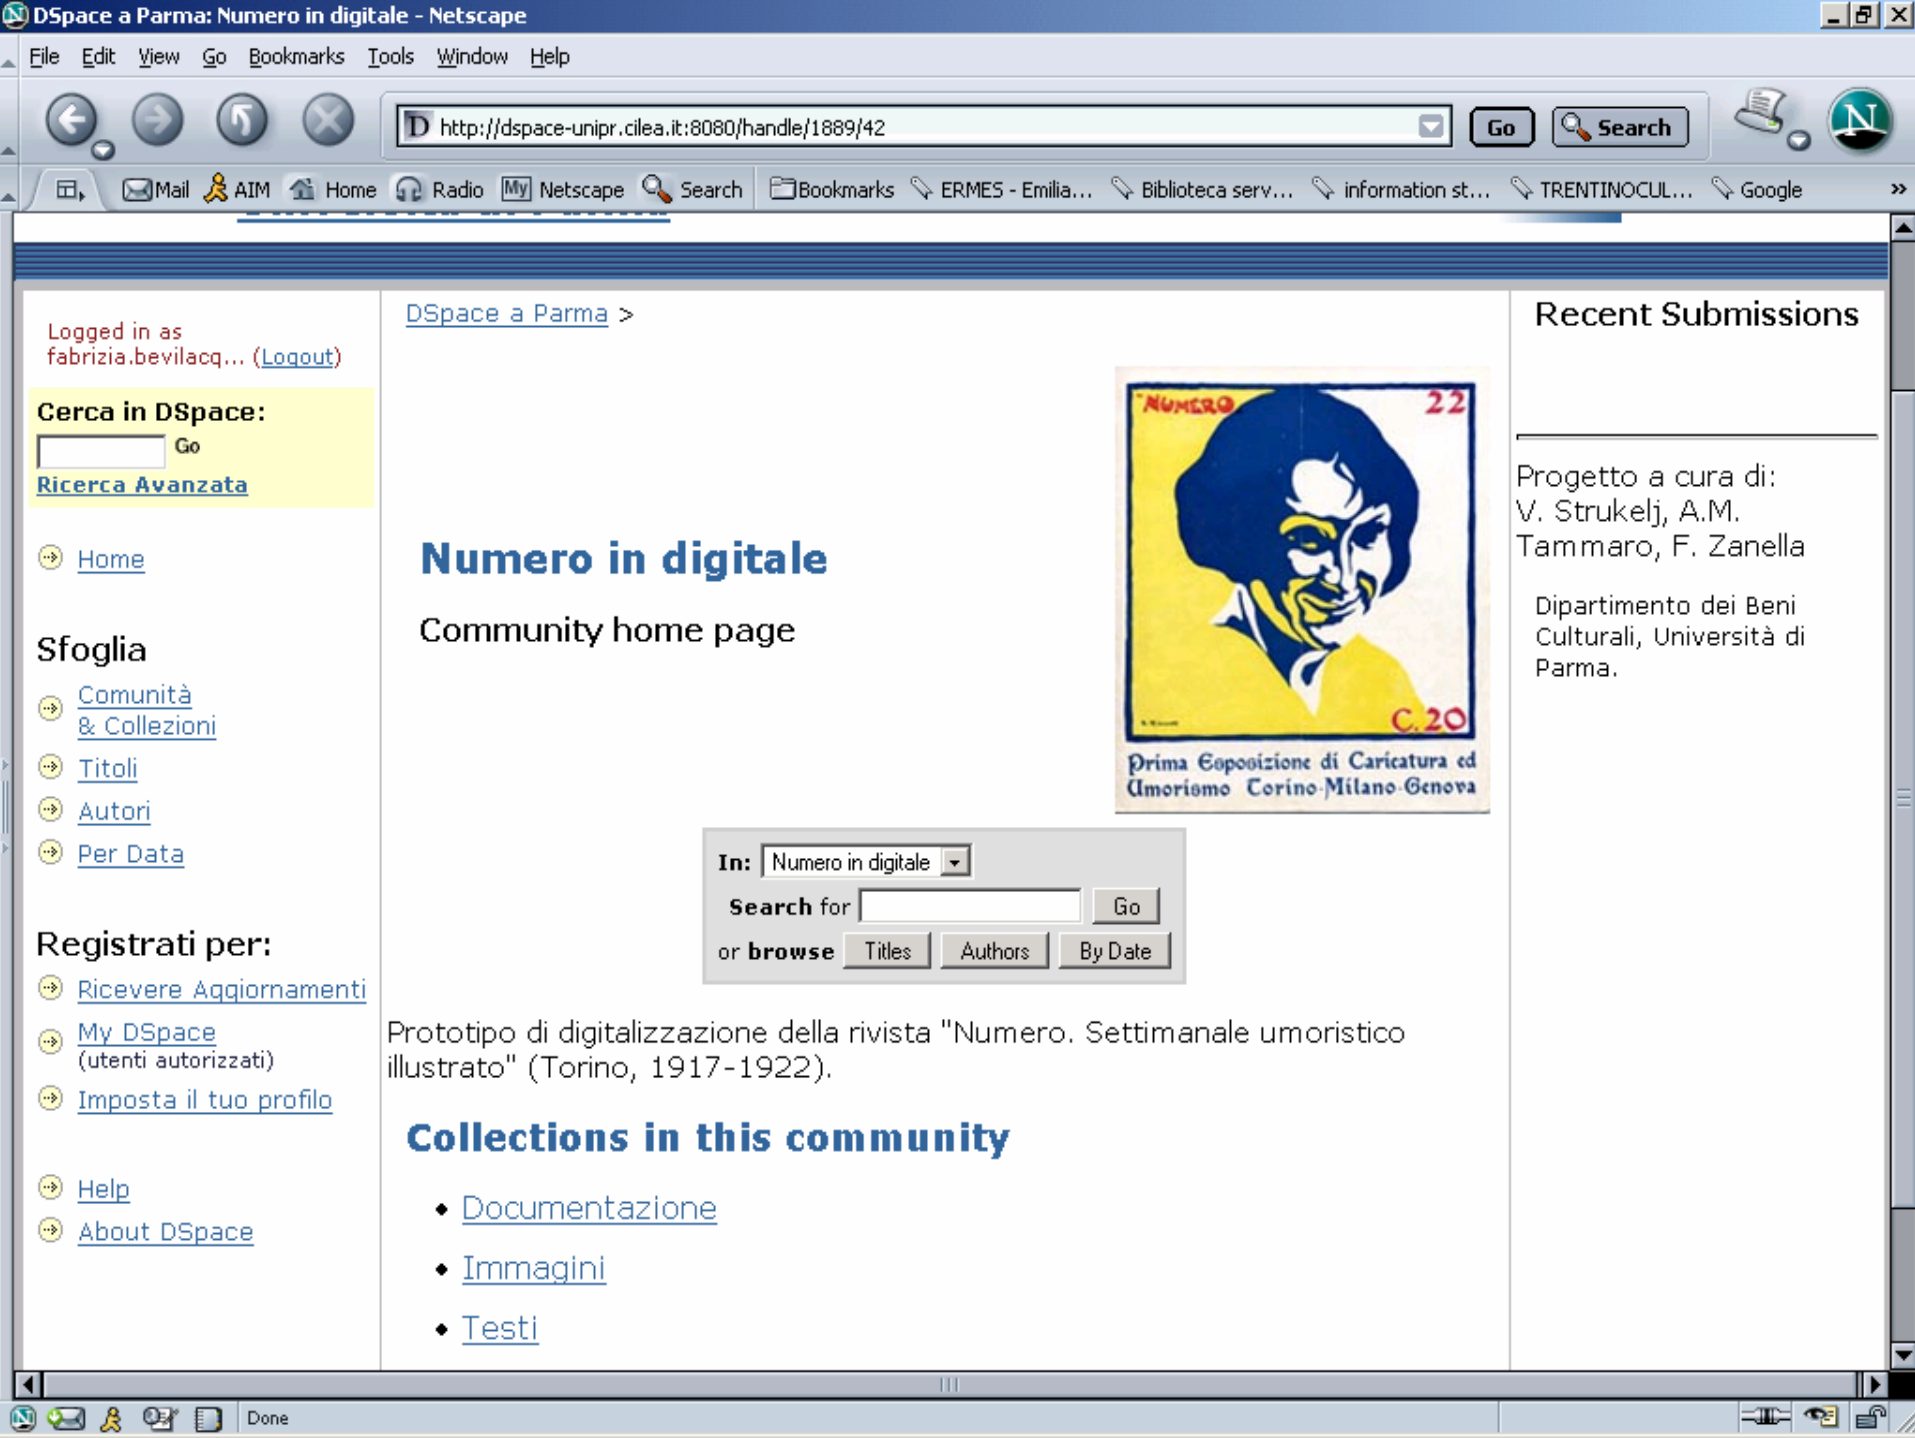 DSpace a Parma: Numero in digitale - Netscape
File Edit View Go Bookmarks Tools Window Help
http://dspace-unipr.cilea.it:8080/handle/1889/42
Go
Search
N
Mail AIM Home Radio My Netscape Search Bookmarks ERMES - Emilia... Biblioteca serv... information st... TRENTINOCUL... Google »
Logged in as
fabrizia.bevilacq... (Logout)
Cerca in DSpace:
Go
Ricerca Avanzata
Home
Sfoglia
Comunità
& Collezioni
Titoli
Autori
Per Data
Registrati per:
Ricevere Aggiornamenti
My DSpace
(utenti autorizzati)
Imposta il tuo profilo
Help
About DSpace
DSpace a Parma >
Numero in digitale
Community home page
NUMERO 22
C.20
Prima Esposizione di Caricatura ed
Umorismo Torino-Milano-Genova
In: Numero in digitale
Search for Go
or browse Titles Authors By Date
Prototipo di digitalizzazione della rivista "Numero. Settimanale umoristico
illustrato" (Torino, 1917-1922).
Collections in this community
Documentazione
Immagini
Testi
Recent Submissions
Progetto a cura di:
V. Strukelj, A.M.
Tammaro, F. Zanella
Dipartimento dei Beni
Culturali, Università di
Parma.
Done